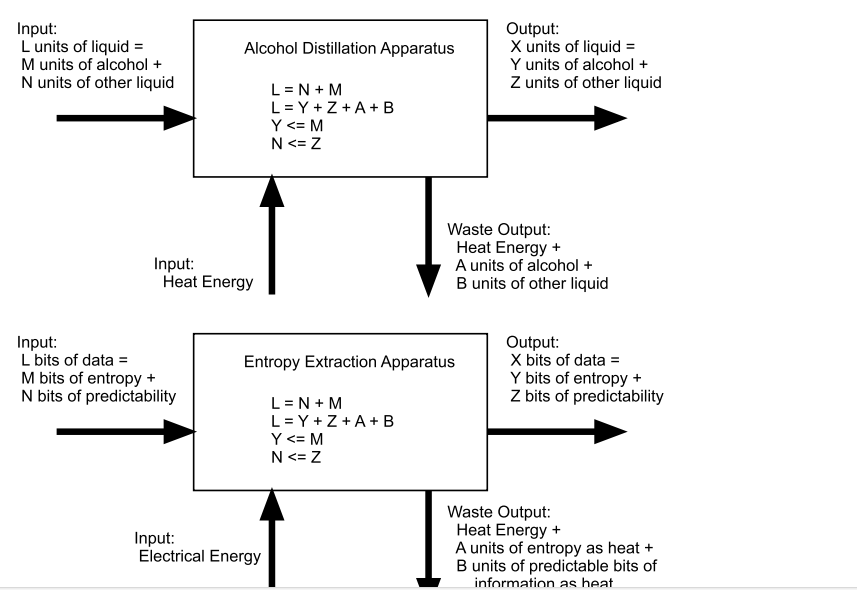 Input:
L units of liquid =
M units of alcohol +
N units of other liquid
Alcohol Distillation Apparatus
L = N + M
L = Y + Z + A + B
Y <= M
N <= Z
Output:
X units of liquid =
Y units of alcohol +
Z units of other liquid
Input:
Heat Energy
Waste Output:
Heat Energy +
A units of alcohol +
B units of other liquid
Input:
L bits of data =
M bits of entropy +
N bits of predictability
Entropy Extraction Apparatus
L = N + M
L = Y + Z + A + B
Y <= M
N <= Z
Output:
X bits of data =
Y bits of entropy +
Z bits of predictability
Input:
Electrical Energy
Waste Output:
Heat Energy +
A units of entropy as heat +
B units of predictable bits of
information as heat